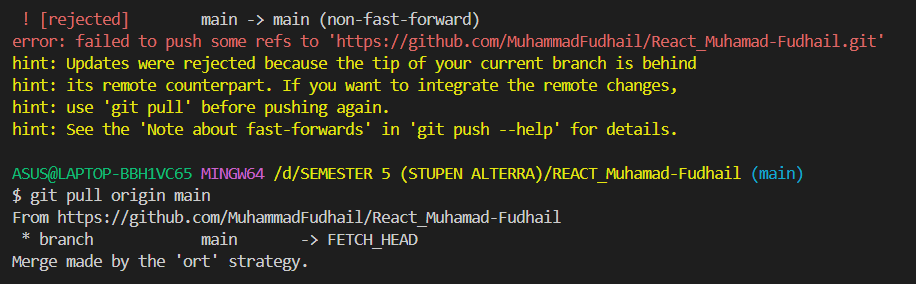 ! [rejected]        main -> main (non-fast-forward)
error: failed to push some refs to 'https://github.com/MuhammadFudhail/React_Muhamad-Fudhail.git'
hint: Updates were rejected because the tip of your current branch is behind
hint: its remote counterpart. If you want to integrate the remote changes,
hint: use 'git pull' before pushing again.
hint: See the 'Note about fast-forwards' in 'git push --help' for details.
ASUS@LAPTOP-BBH1VC65 MINGW64 /d/SEMESTER 5 (STUPEN ALTERRA)/REACT_Muhamad-Fudhail (main)
$ git pull origin main
From https://github.com/MuhammadFudhail/React_Muhamad-Fudhail
 * branch            main       -> FETCH_HEAD
Merge made by the 'ort' strategy.